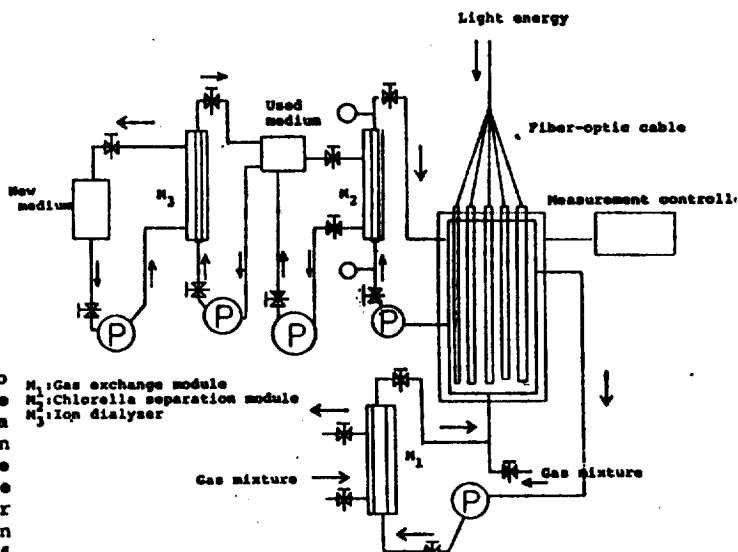 Light energy
Fiber-optic cable
Used
medium
New
medium
M3
M2
Measurement controll
M1:Gas exchange module
M2:Chlorella separation module
M3:Ion dialyzer
M1
Gas mixture
Gas mixture
P
P
P
P
P